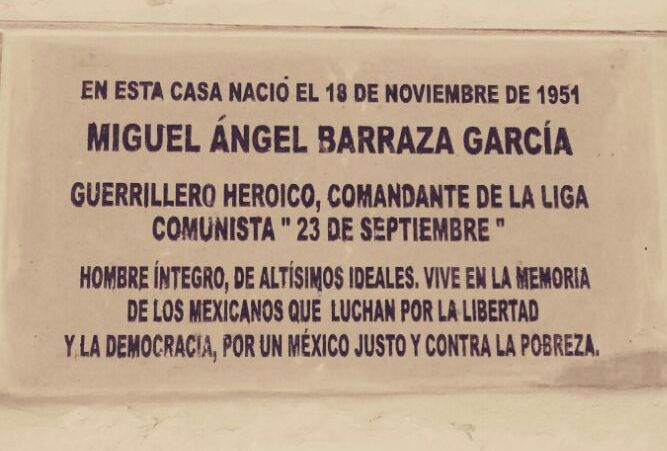 EN ESTA CASA NACIÓ EL 18 DE NOVIEMBRE DE 1951
MIGUEL ÁNGEL BARRAZA GARCÍA
GUERRILLERO HEROICO, COMANDANTE DE LA LIGA
COMUNISTA " 23 DE SEPTIEMBRE "
HOMBRE ÍNTEGRO, DE ALTÍSIMOS IDEALES. VIVE EN LA MEMORIA
DE LOS MEXICANOS QUE LUCHAN POR LA LIBERTAD
Y LA DEMOCRACIA, POR UN MÉXICO JUSTO Y CONTRA LA POBREZA.